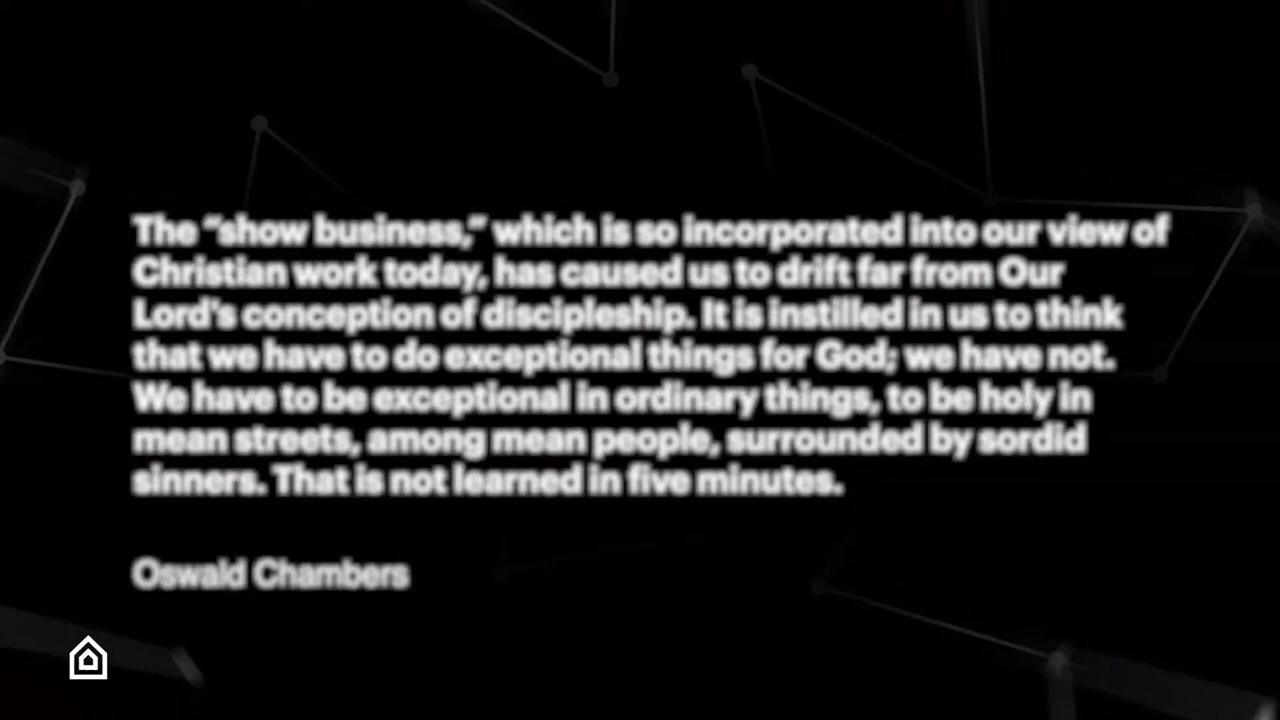 The “show business,” which is so incorporated into our view of
Christian work today, has caused us to drift far from Our
Lord's conception of discipleship. It is instilled in us to think
that we have to do exceptional things for God; we have not.
We have to be exceptional in ordinary things, to be holy in
mean streets, among mean people, surrounded by sordid
sinners. That is not learned in five minutes.
Oswald Chambers